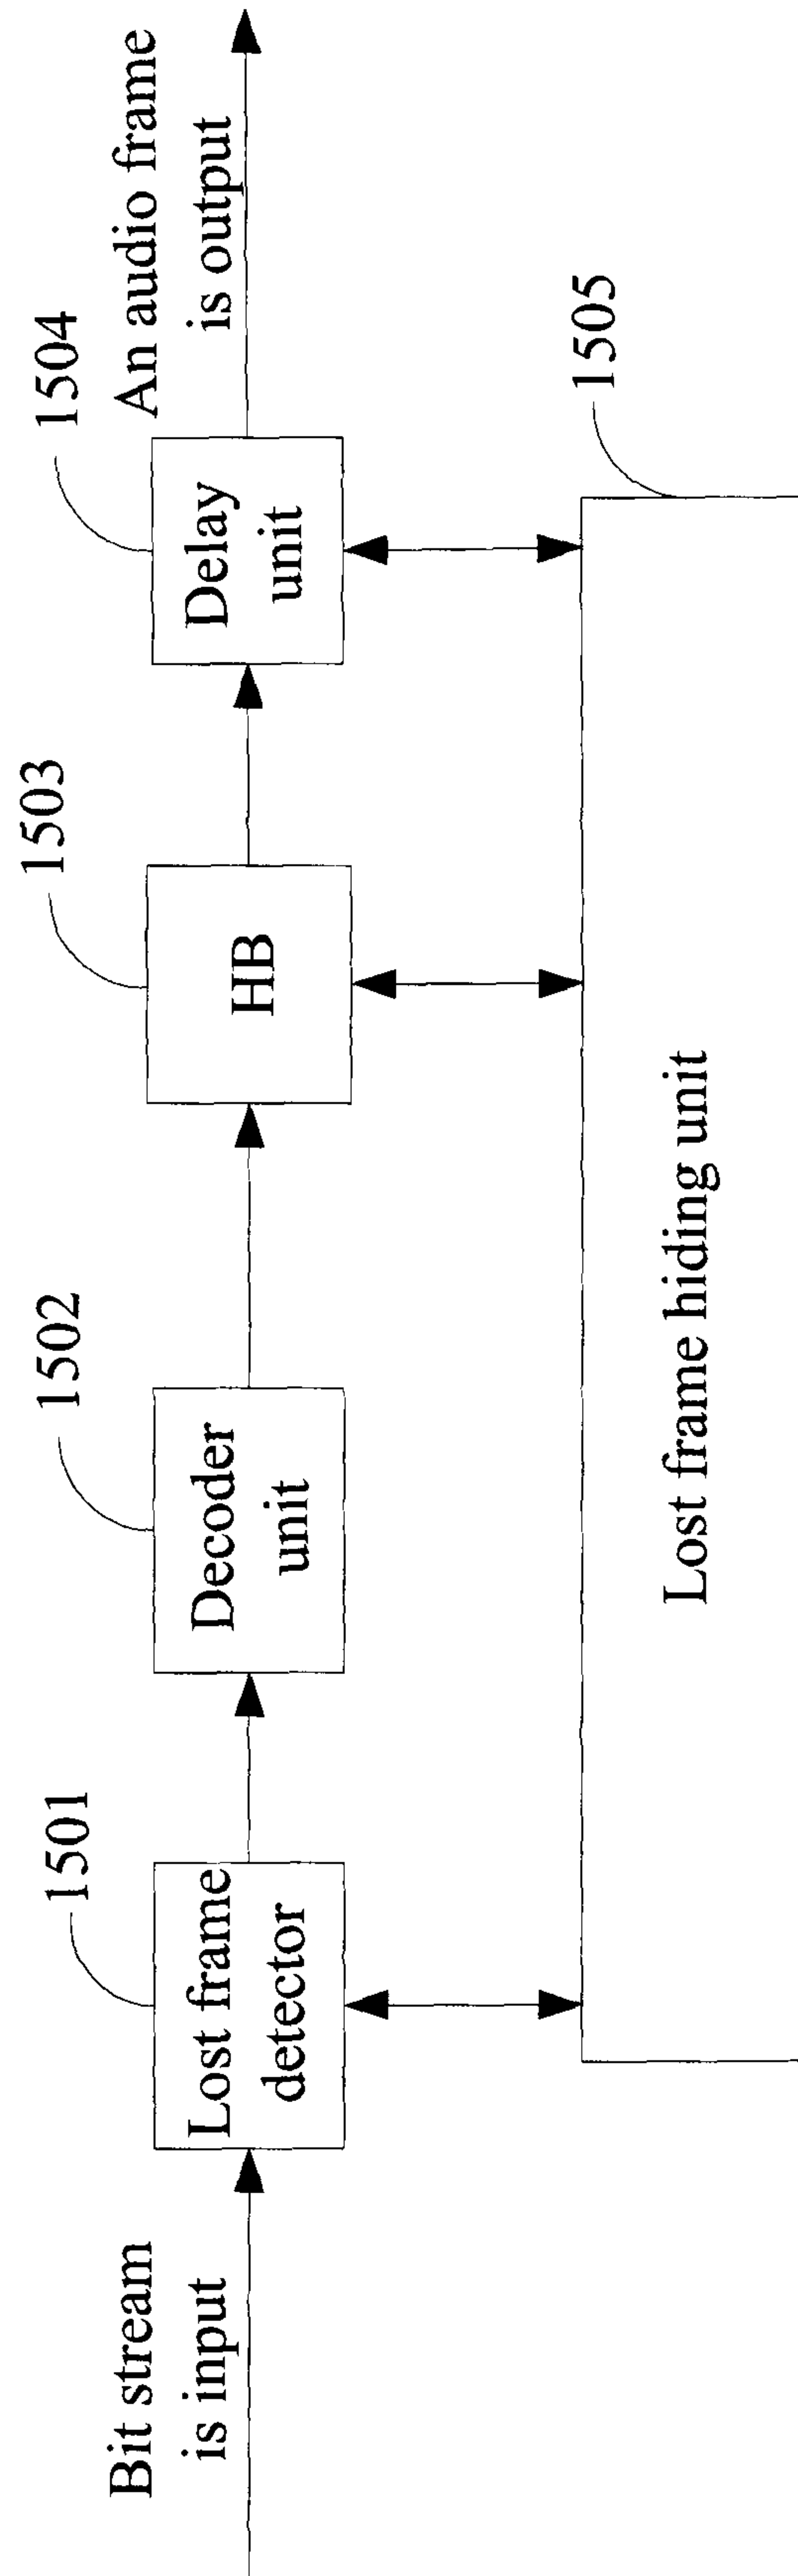 Bit stream
is input
1501
Lost frame
detector
1502
Decoder
unit
1503
HB
1504
Delay
unit
An audio frame
is output
1505
Lost frame hiding unit